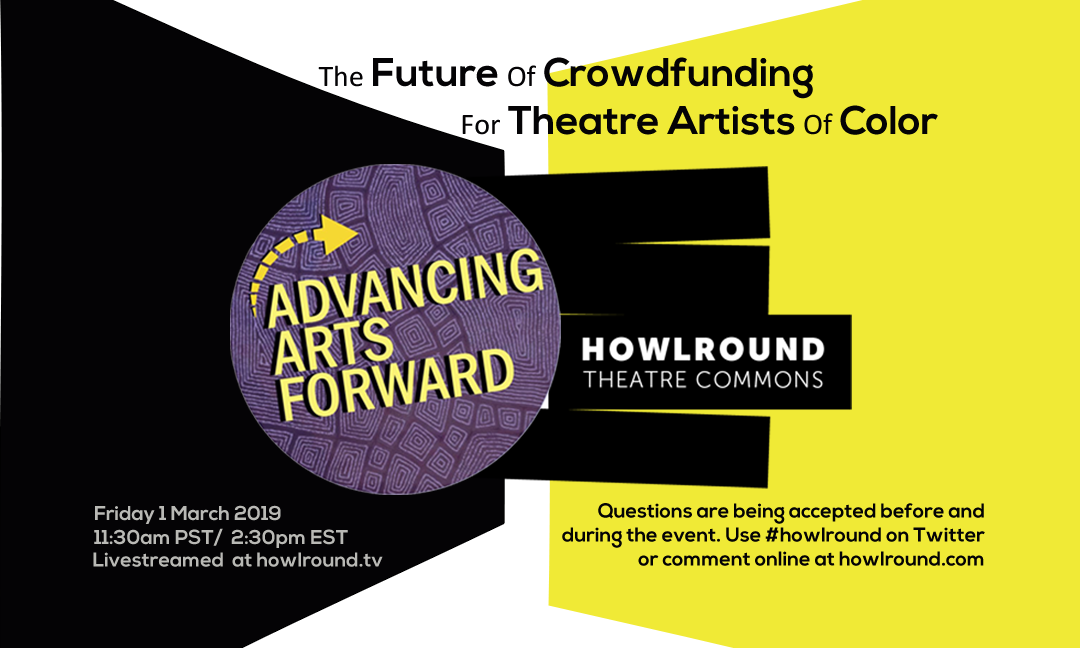 The Future Of Crowdfunding
For Theatre Artists Of Color
ADVANCING
ARTS
FORWARD
HOWLROUND
THEATRE COMMONS
Friday 1 March 2019
11:30am PST/ 2:30pm EST
Livestreamed at howlround.tv
Questions are being accepted before and
during the event. Use #howlround on Twitter
or comment online at howlround.com